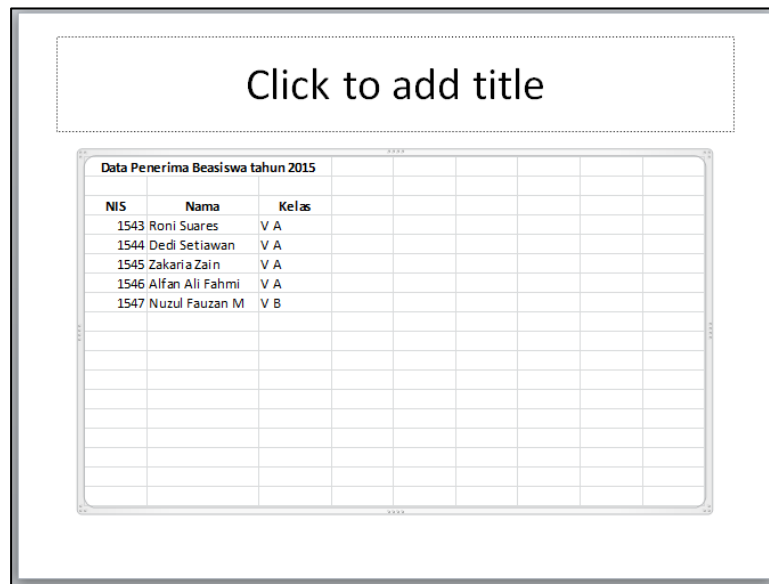 Click to add title
Data Penerima Beasiswa tahun 2015
NIS Nama Kelas
1543 Roni Suares V A
1544 Dedi Setiawan V A
1545 Zakaria Zain V A
1546 Alfan Ali Fahmi V A
1547 Nuzul Fauzan M V B